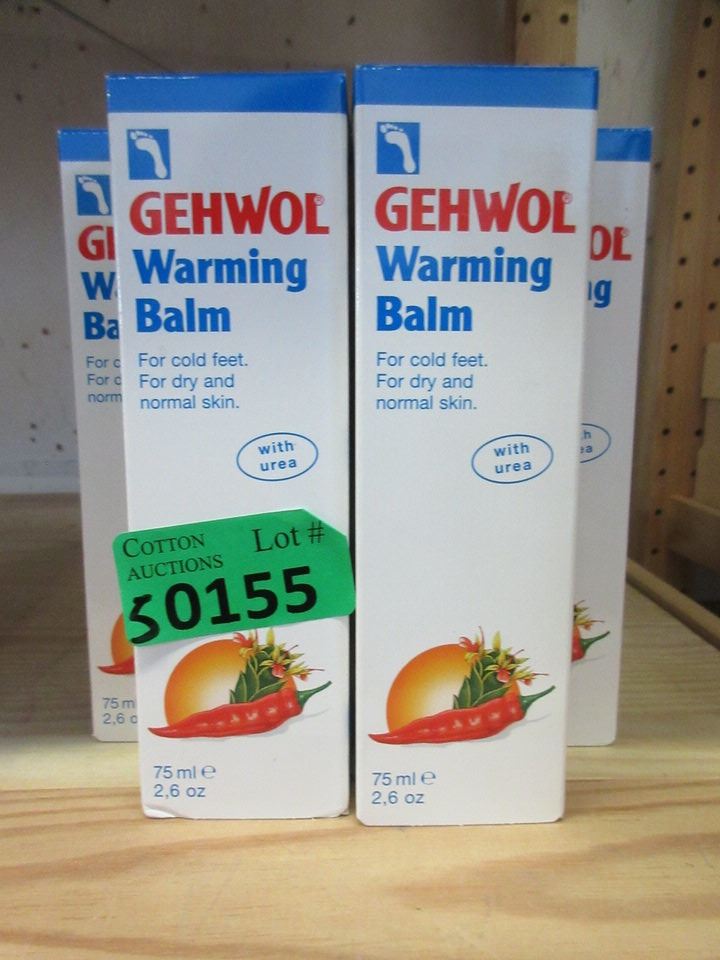 GEHWOL®
Warming
Balm
For cold feet.
For dry and
normal skin.
with
urea
COTTON
AUCTIONS
Lot #
S0155
75 ml e
2,6 oz
GEHWOL®
Warming
Balm
For cold feet.
For dry and
normal skin.
with
urea
75 ml e
2,6 oz